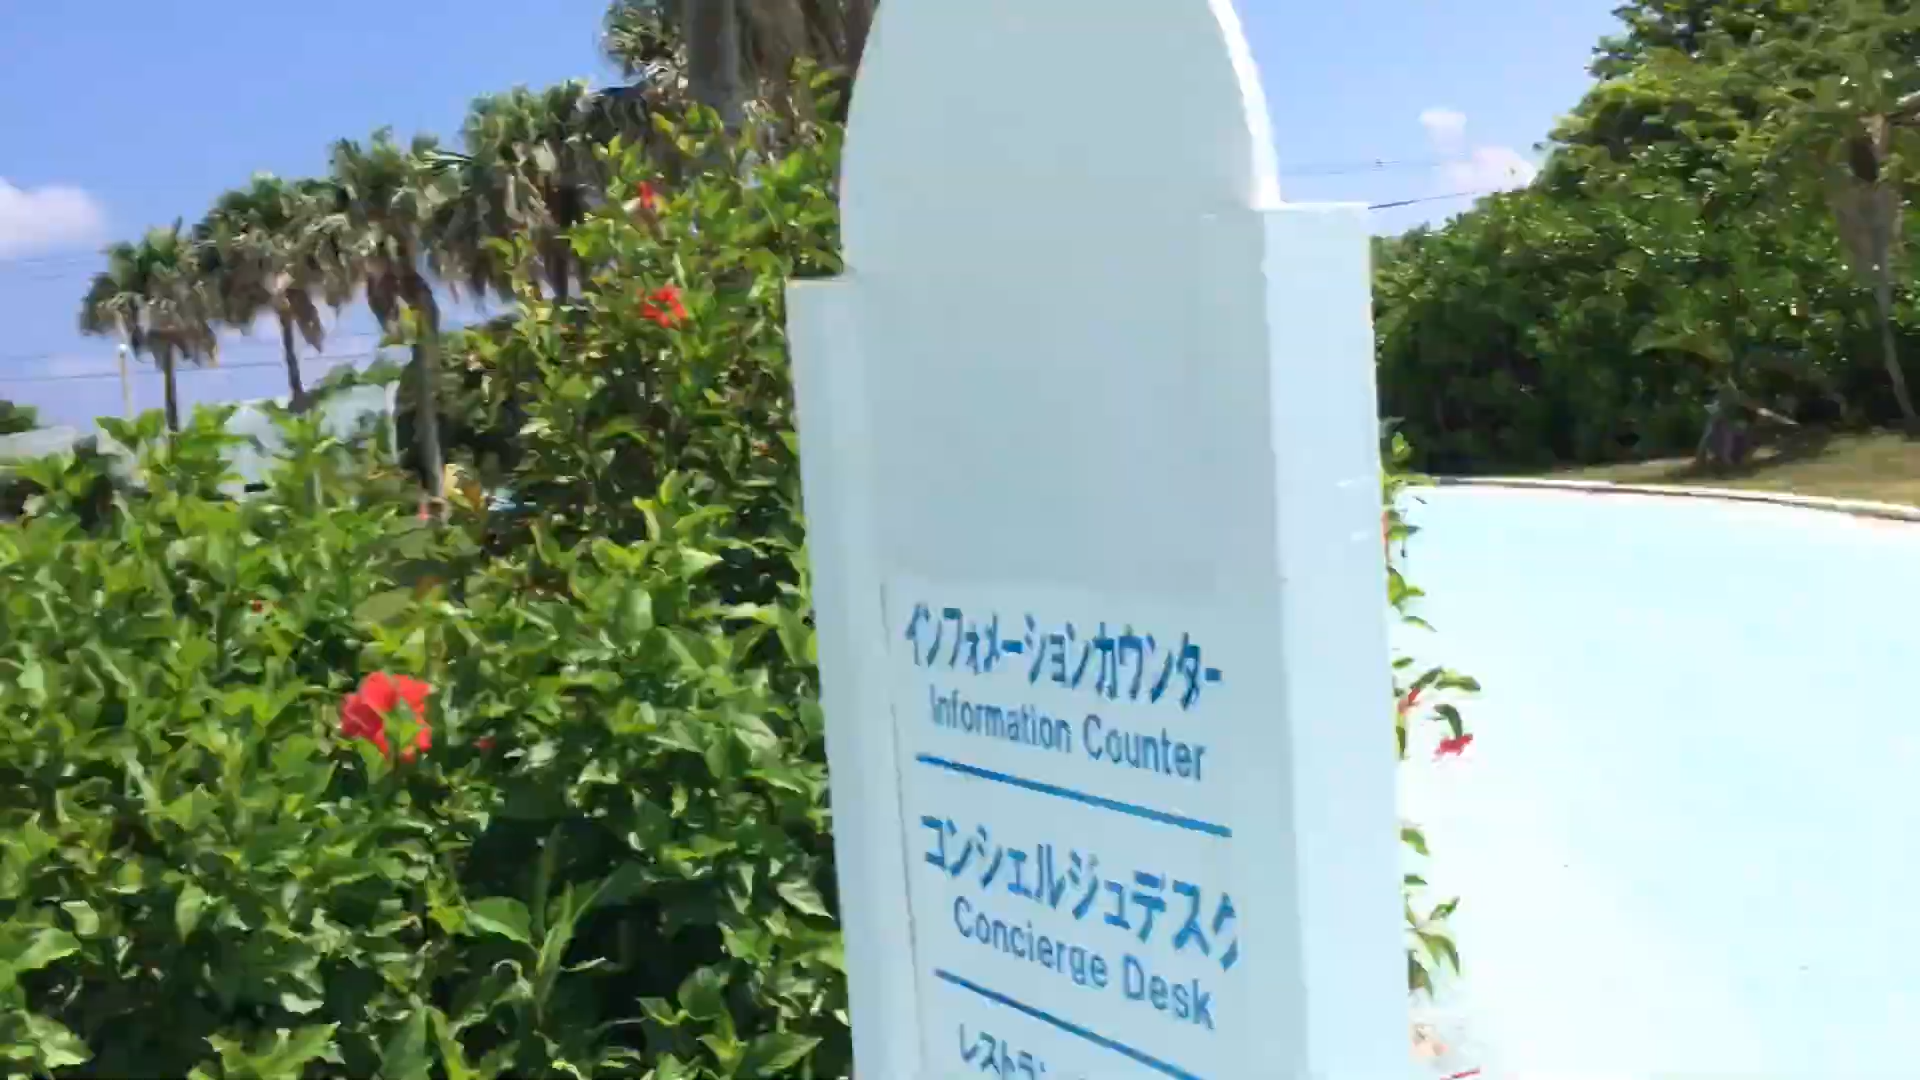 インフォメーションカウンター
Information Counter
コンシェルジュデスク
Concierge Desk
レストラ